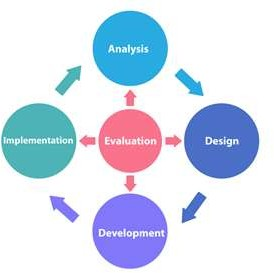 Analysis
Implementation
Evaluation
Design
Development